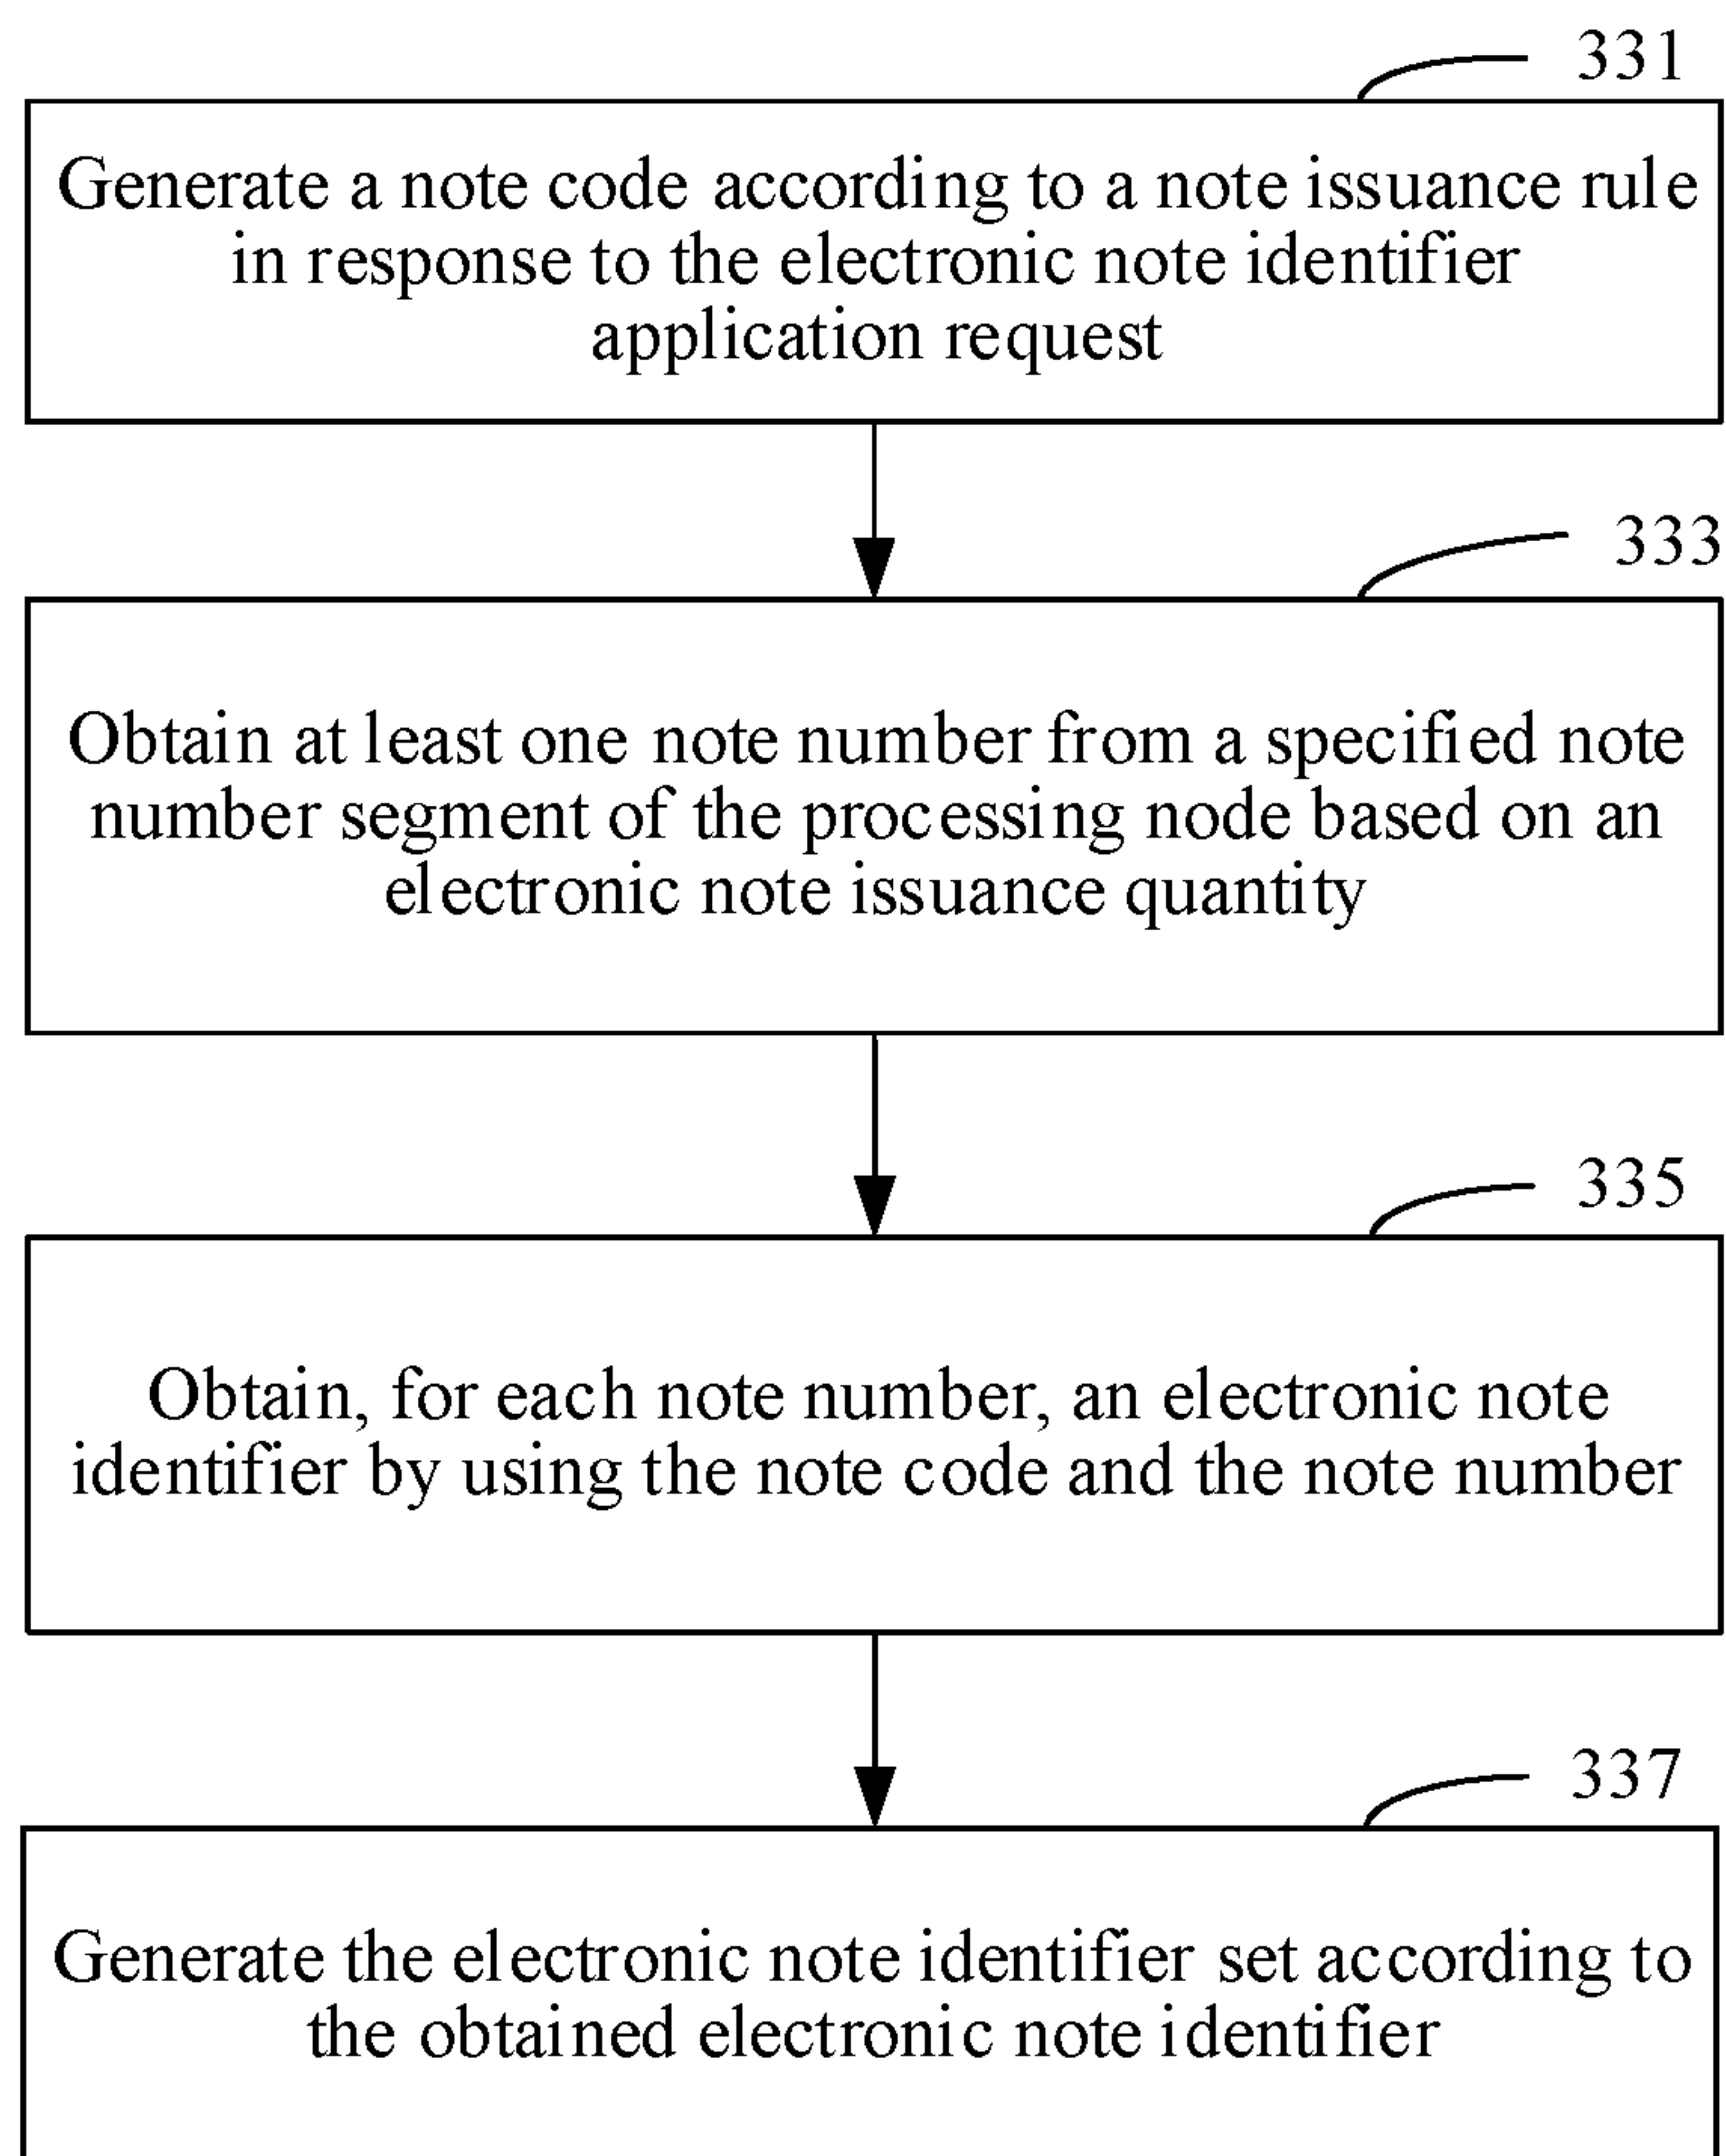 331
Generate a note code according to a note issuance rule
in response to the electronic note identifier
application request
333
Obtain at least one note number from a specified note
number segment of the processing node based on an
electronic note issuance quantity
335
Obtain, for each note number, an electronic note
identifier by using the note code and the note number
337
Generate the electronic note identifier set according to
the obtained electronic note identifier